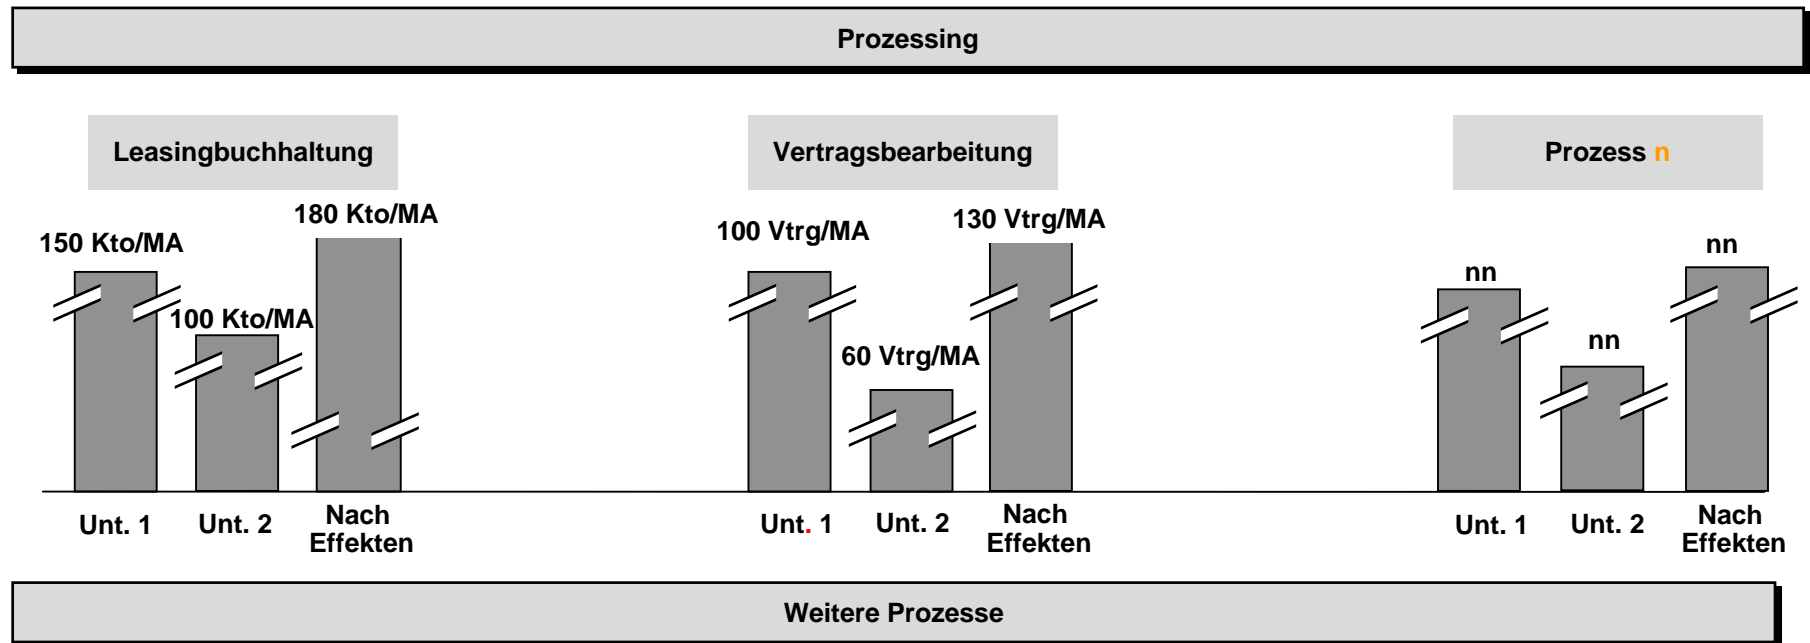 Prozessing
Leasingbuchhaltung
Vertragsbearbeitung
Prozess n
150 Kto/MA
100 Kto/MA
180 Kto/MA
100 Vtrg/MA
60 Vtrg/MA
130 Vtrg/MA
nn
nn
nn
Unt. 1
Unt. 2
Nach
Effekten
Unt. 1
Unt. 2
Nach
Effekten
Unt. 1
Unt. 2
Nach
Effekten
Weitere Prozesse